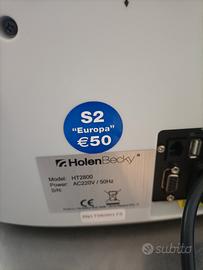 S2
"Europa"
€50
HolenBecky
Model: HT2800
Power: AC220V / 50Hz
S/N:
subito